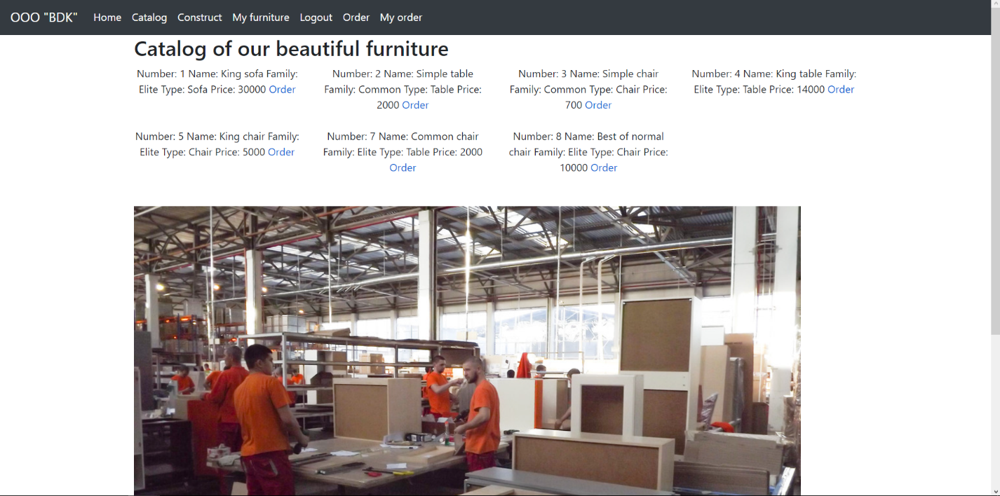 OOO "BDK" Home Catalog Construct My furniture Logout Order My order
Catalog of our beautiful furniture
Number: 1 Name: King sofa Family:
Elite Type: Sofa Price: 30000 Order
Number: 2 Name: Simple table
Family: Common Type: Table Price:
2000 Order
Number: 3 Name: Simple chair
Family: Common Type: Chair Price:
700 Order
Number: 4 Name: King table Family:
Elite Type: Table Price: 14000 Order
Number: 5 Name: King chair Family:
Elite Type: Chair Price: 5000 Order
Number: 7 Name: Common chair
Family: Elite Type: Table Price: 2000
Order
Number: 8 Name: Best of normal
chair Family: Elite Type: Chair Price:
10000 Order